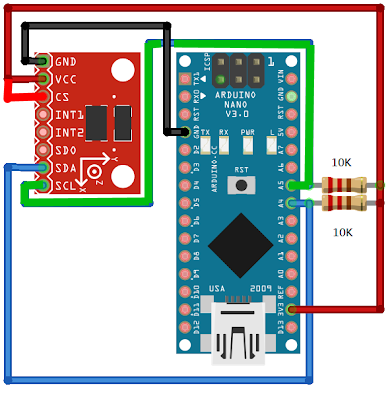 GND
VCC
CS
INT1
INT2
SDO
SDA
SCL
X
Y
Z
ICSP
1
ARDUINO
NANO
V3.0
TX RX PWR L
RST
ARDUINO.CC
USA 2009
TX1
RX0
RST
GND
D2
D3
D4
D5
D6
D7
D8
D9
D10
D11
D12
VIN
GND
RST
5V
A7
A6
A5
A4
A3
A2
A1
A0
REF
3V3
D13
10K
10K